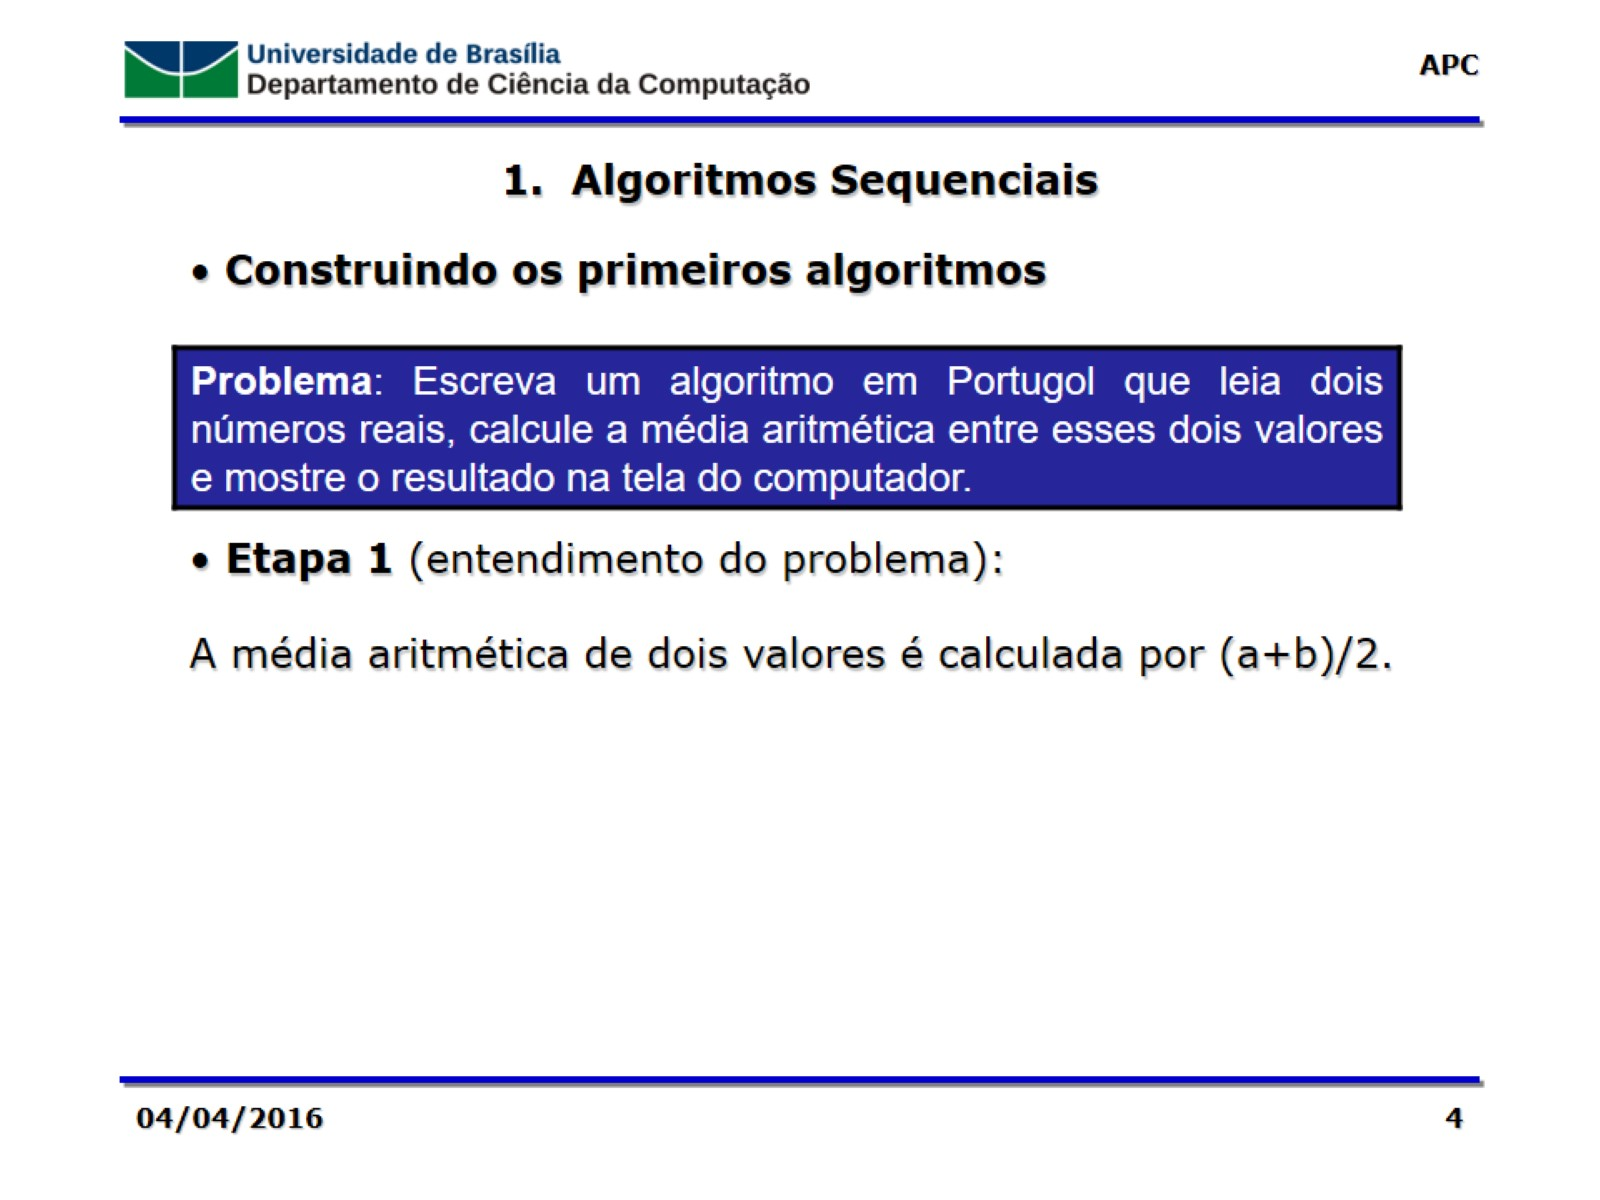 Universidade de Brasília
Departamento de Ciência da Computação
APC
1. Algoritmos Sequenciais
• Construindo os primeiros algoritmos
Problema: Escreva um algoritmo em Portugol que leia dois
números reais, calcule a média aritmética entre esses dois valores
e mostre o resultado na tela do computador.
• Etapa 1 (entendimento do problema):
A média aritmética de dois valores é calculada por (a+b)/2.
04/04/2016
4